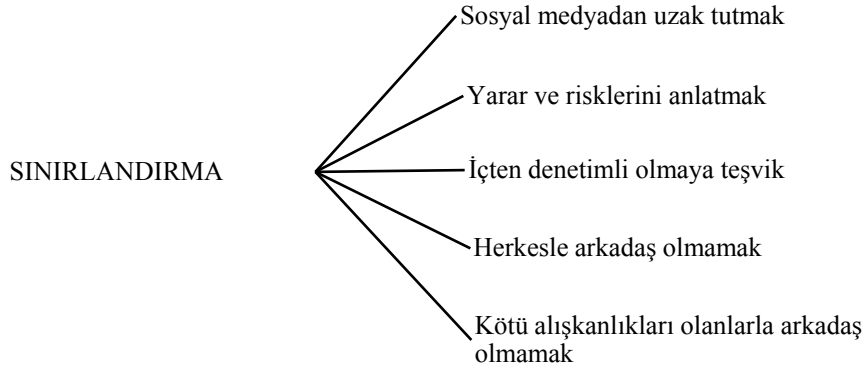 Sosyal medyadan uzak tutmak
Yarar ve risklerini anlatmak
SINIRLANDIRMA
İçten denetimli olmaya teşvik
Herkesle arkadaş olmamak
Kötü alışkanlıkları olanlarla arkadaş
olmamak